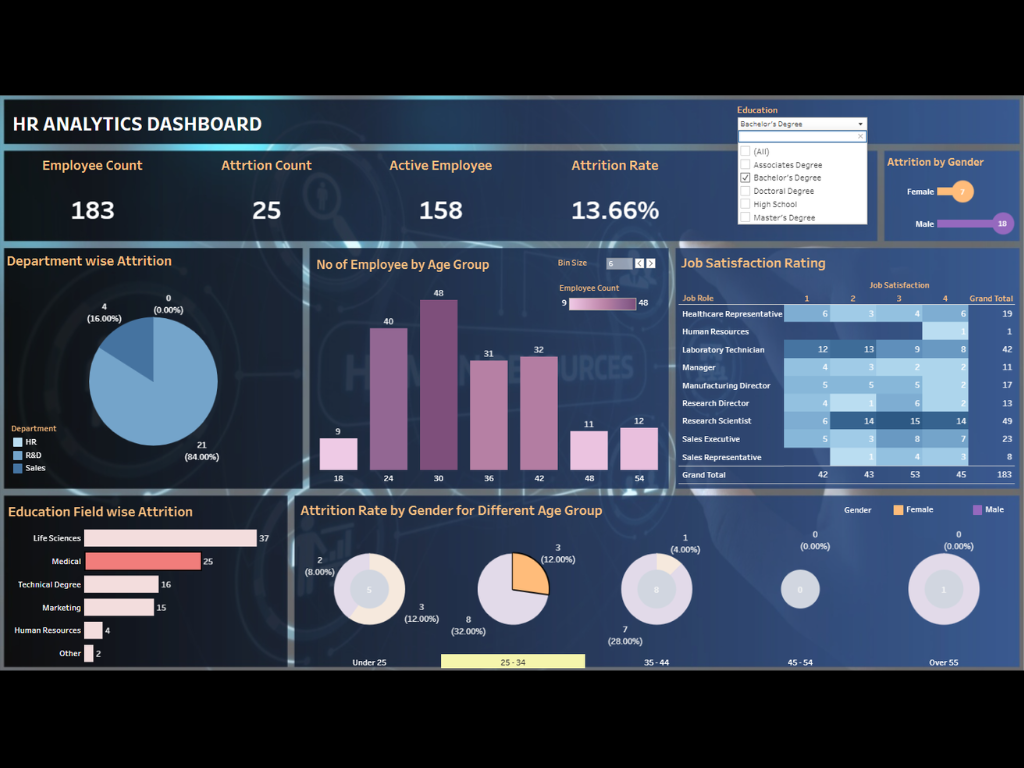 Education
HR ANALYTICS DASHBOARD
Bachelor's Degree
(All)
Associates Degree
Bachelor's Degree
Doctoral Degree
High School
Master's Degree
Employee Count
Attrtion Count
Active Employee
Attrition Rate
183
25
158
13.66%
Attrition by Gender
Female 7
Male 18
Department wise Attrition
4
(16.00%)
0
(0.00%)
21
(84.00%)
Department
HR
R&D
Sales
No of Employee by Age Group
Bin Size 6
Employee Count
9 48
9
40
48
31
32
11
12
18 24 30 36 42 48 54
HUMAN RESOURCES
Job Satisfaction Rating
Job Satisfaction
Job Role 1 2 3 4 Grand Total
Healthcare Representative 6 3 4 6 19
Human Resources 1 1
Laboratory Technician 12 13 9 8 42
Manager 4 3 2 2 11
Manufacturing Director 5 5 5 2 17
Research Director 4 1 6 2 13
Research Scientist 6 14 15 14 49
Sales Executive 5 3 8 7 23
Sales Representative 1 4 3 8
Grand Total 42 43 53 45 183
Education Field wise Attrition
Life Sciences 37
Medical 25
Technical Degree 16
Marketing 15
Human Resources 4
Other 2
Attrition Rate by Gender for Different Age Group
Gender Female Male
2
(8.00%)
5
3
(12.00%)
3
(12.00%)
8
(32.00%)
1
(4.00%)
8
7
(28.00%)
0
(0.00%)
0
(0.00%)
1
Under 25 25 - 34 35 - 44 45 - 54 Over 55